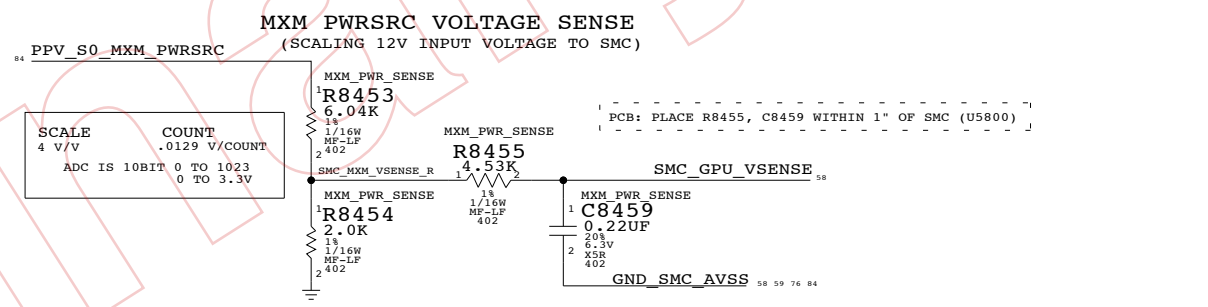 MXM PWRSRC VOLTAGE SENSE
(SCALING 12V INPUT VOLTAGE TO SMC)
84 PPV_S0_MXM_PWRSRC
MXM_PWR_SENSE
1
R8453
6.04K
1%
1/16W
MF-LF
402
2
SCALE COUNT
4 V/V .0129 V/COUNT
ADC IS 10BIT 0 TO 1023
0 TO 3.3V
PCB: PLACE R8455, C8459 WITHIN 1" OF SMC (U5800)
MXM_PWR_SENSE
R8455
4.53K
1 2
1%
1/16W
MF-LF
402
SMC_MXM_VSENSE_R
SMC_GPU_VSENSE 58
MXM_PWR_SENSE
1
R8454
2.0K
1%
1/16W
MF-LF
402
2
MXM_PWR_SENSE
1
C8459
0.22UF
20%
6.3V
X5R
402
2
GND_SMC_AVSS 58 59 76 84